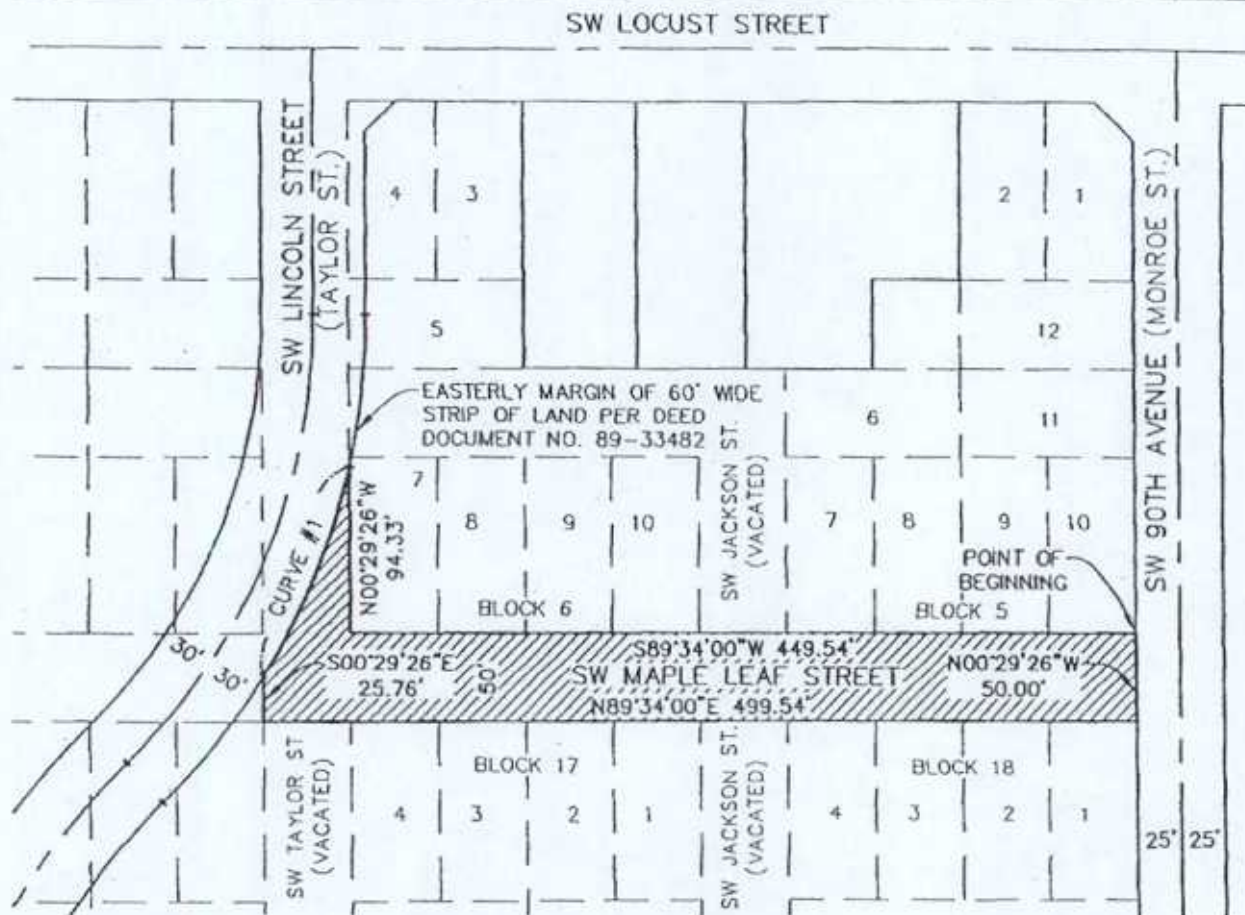 SW LOCUST STREET
SW LINCOLN STREET
(TAYLOR ST.)
4
3
2
1
SW 90TH AVENUE (MONROE ST.)
5
12
EASTERLY MARGIN OF 60' WIDE
STRIP OF LAND PER DEED
DOCUMENT NO. 89-33482
6
11
7
8
9
10
SW JACKSON ST.
(VACATED)
7
8
9
10
CURVE #1
N00°29'26"W
94.33'
POINT OF
BEGINNING
BLOCK 6
BLOCK 5
30'
30'
S00°29'26"E
25.76'
50'
S89°34'00"W 449.54'
SW MAPLE LEAF STREET
N89°34'00"E 499.54'
N00°29'26"W
50.00'
BLOCK 17
BLOCK 18
SW TAYLOR ST
(VACATED)
4
3
2
1
SW JACKSON ST.
(VACATED)
4
3
2
1
25'
25'